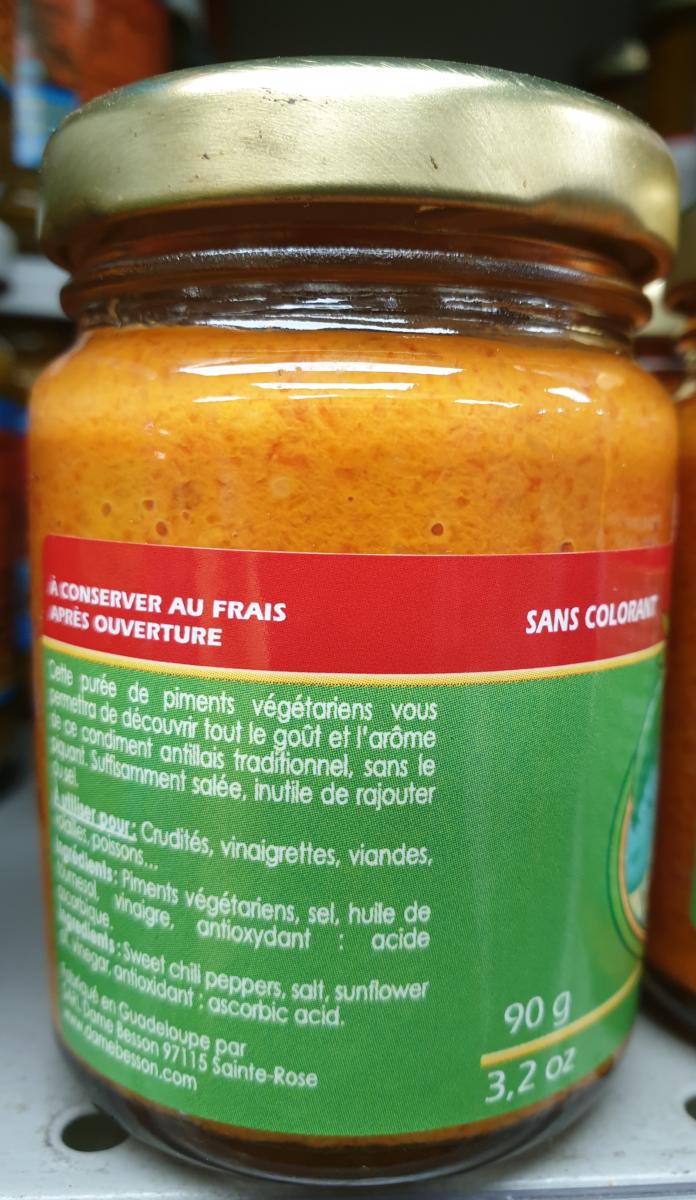 À CONSERVER AU FRAIS
APRÈS OUVERTURE
SANS COLORANT
Cette purée de piments végétariens vous
permettra de découvrir tout le goût et l'arôme
de ce condiment antillais traditionnel, sans le
piquant. Suffisamment salée, inutile de rajouter
du sel.
À utiliser pour : Crudités, vinaigrettes, viandes,
volailles, poissons...
Ingrédients : Piments végétariens, sel, huile de
tournesol, vinaigre, antioxydant : acide
ascorbique.
Ingredients : Sweet chili peppers, salt, sunflower
oil, vinegar, antioxidant : ascorbic acid.
Fabriqué en Guadeloupe par
SARL Dame Besson 97115 Sainte-Rose
www.damebesson.com
90 g
3,2 oz